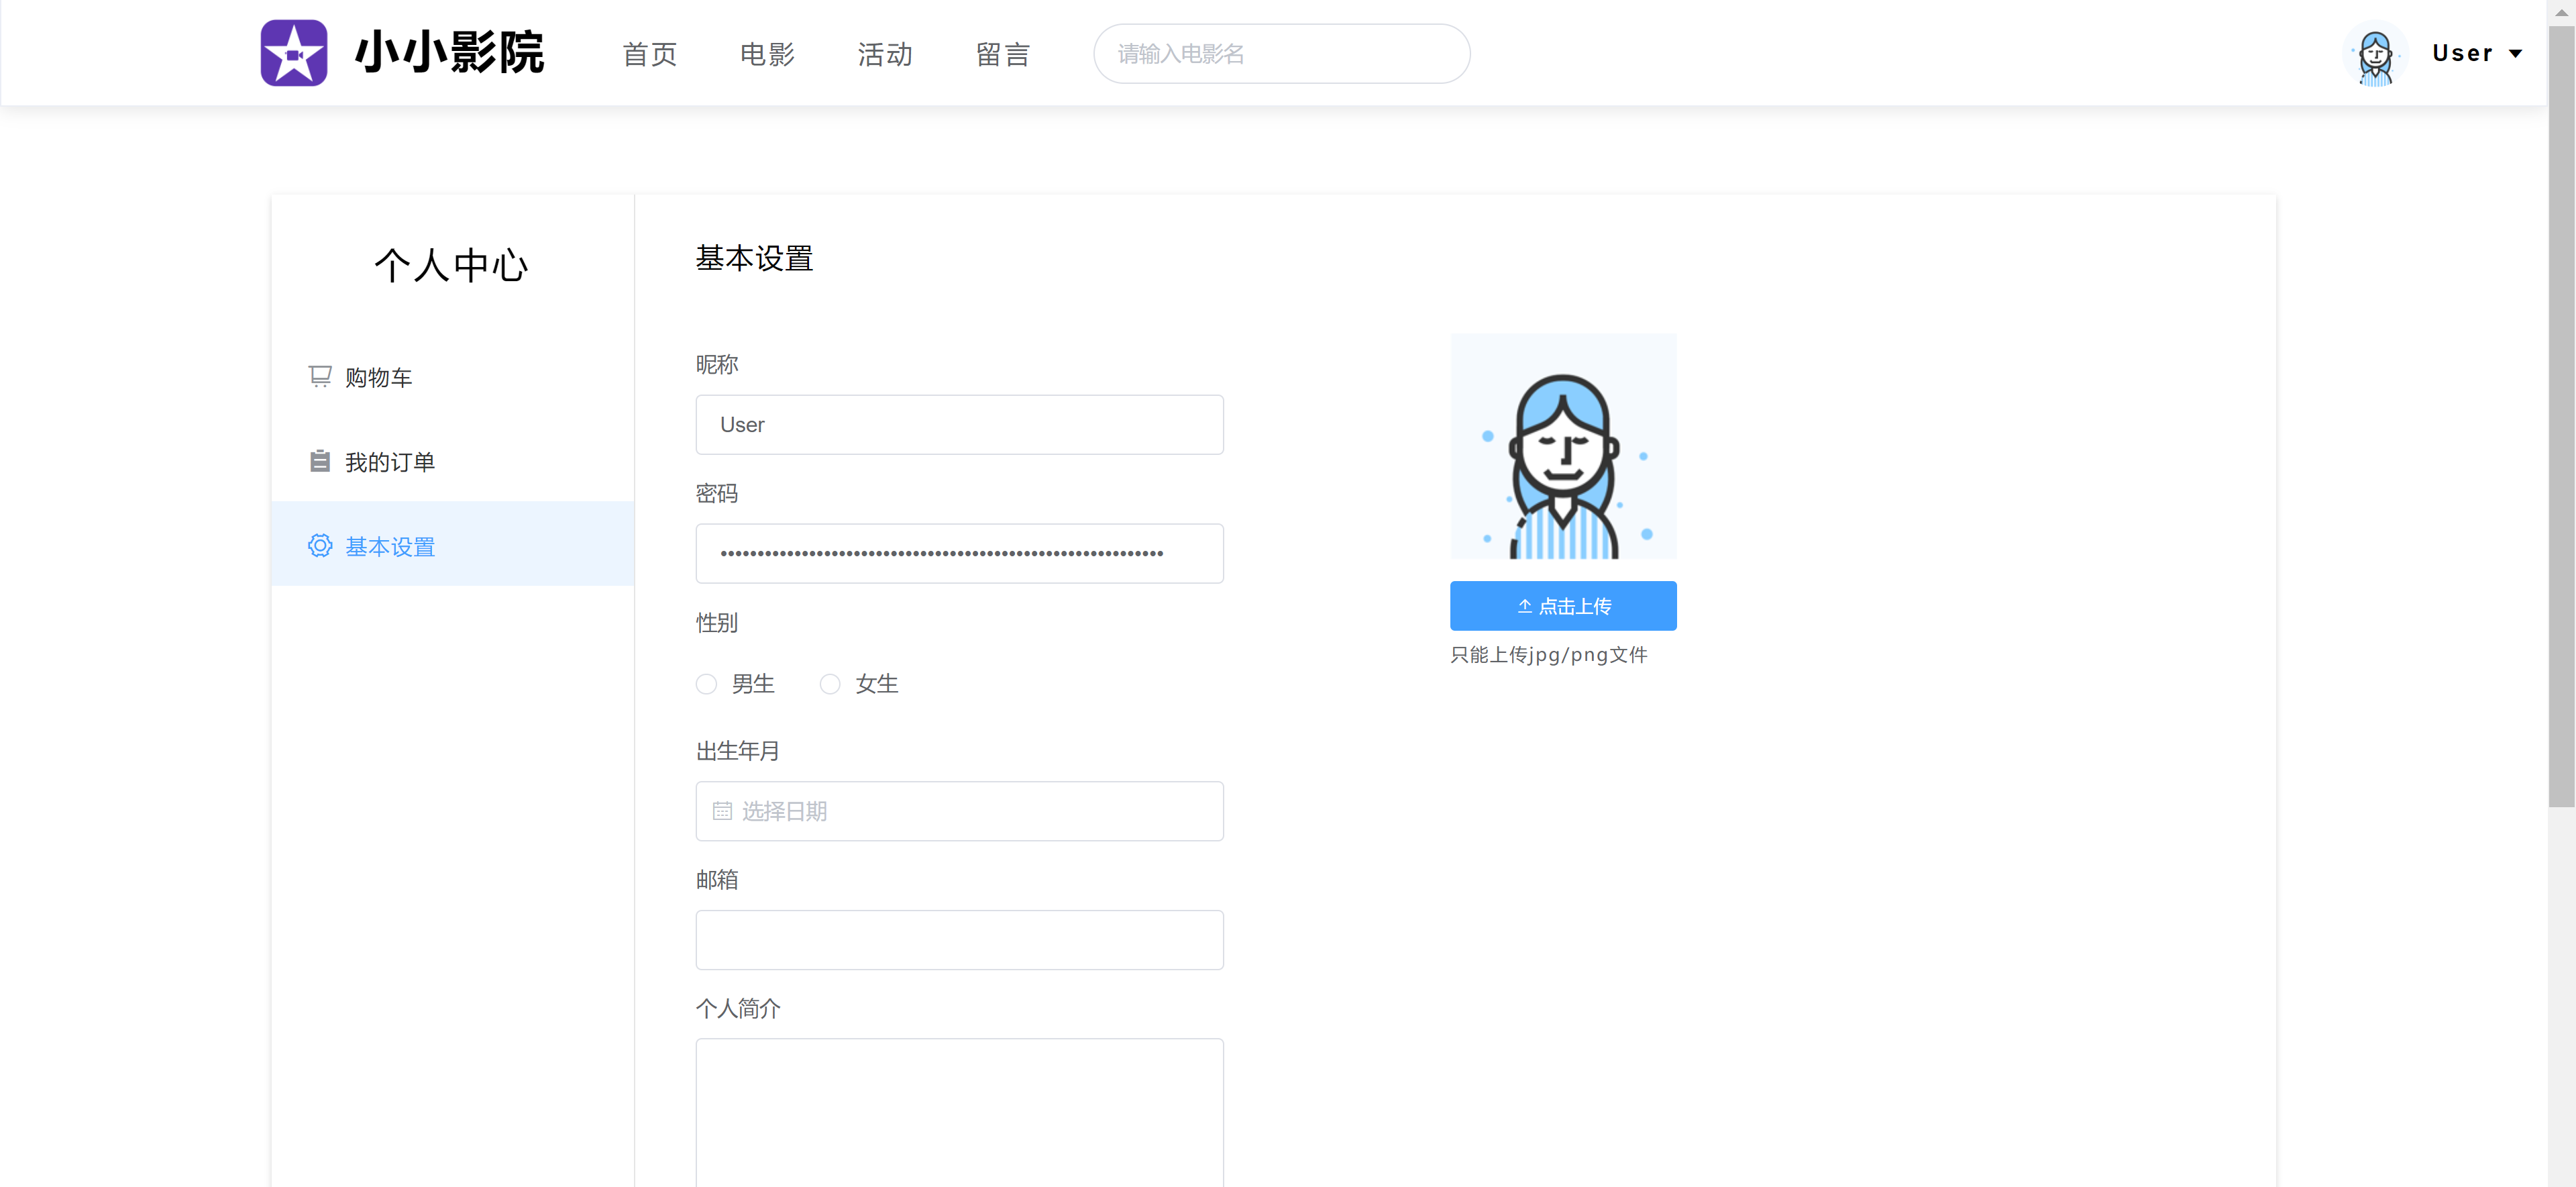 小小影院 首页 电影 活动 留言 请输入电影名 User
个人中心
购物车
我的订单
基本设置
基本设置
昵称
User
密码
性别
男生 女生
出生年月
选择日期
邮箱
个人简介
点击上传
只能上传jpg/png文件